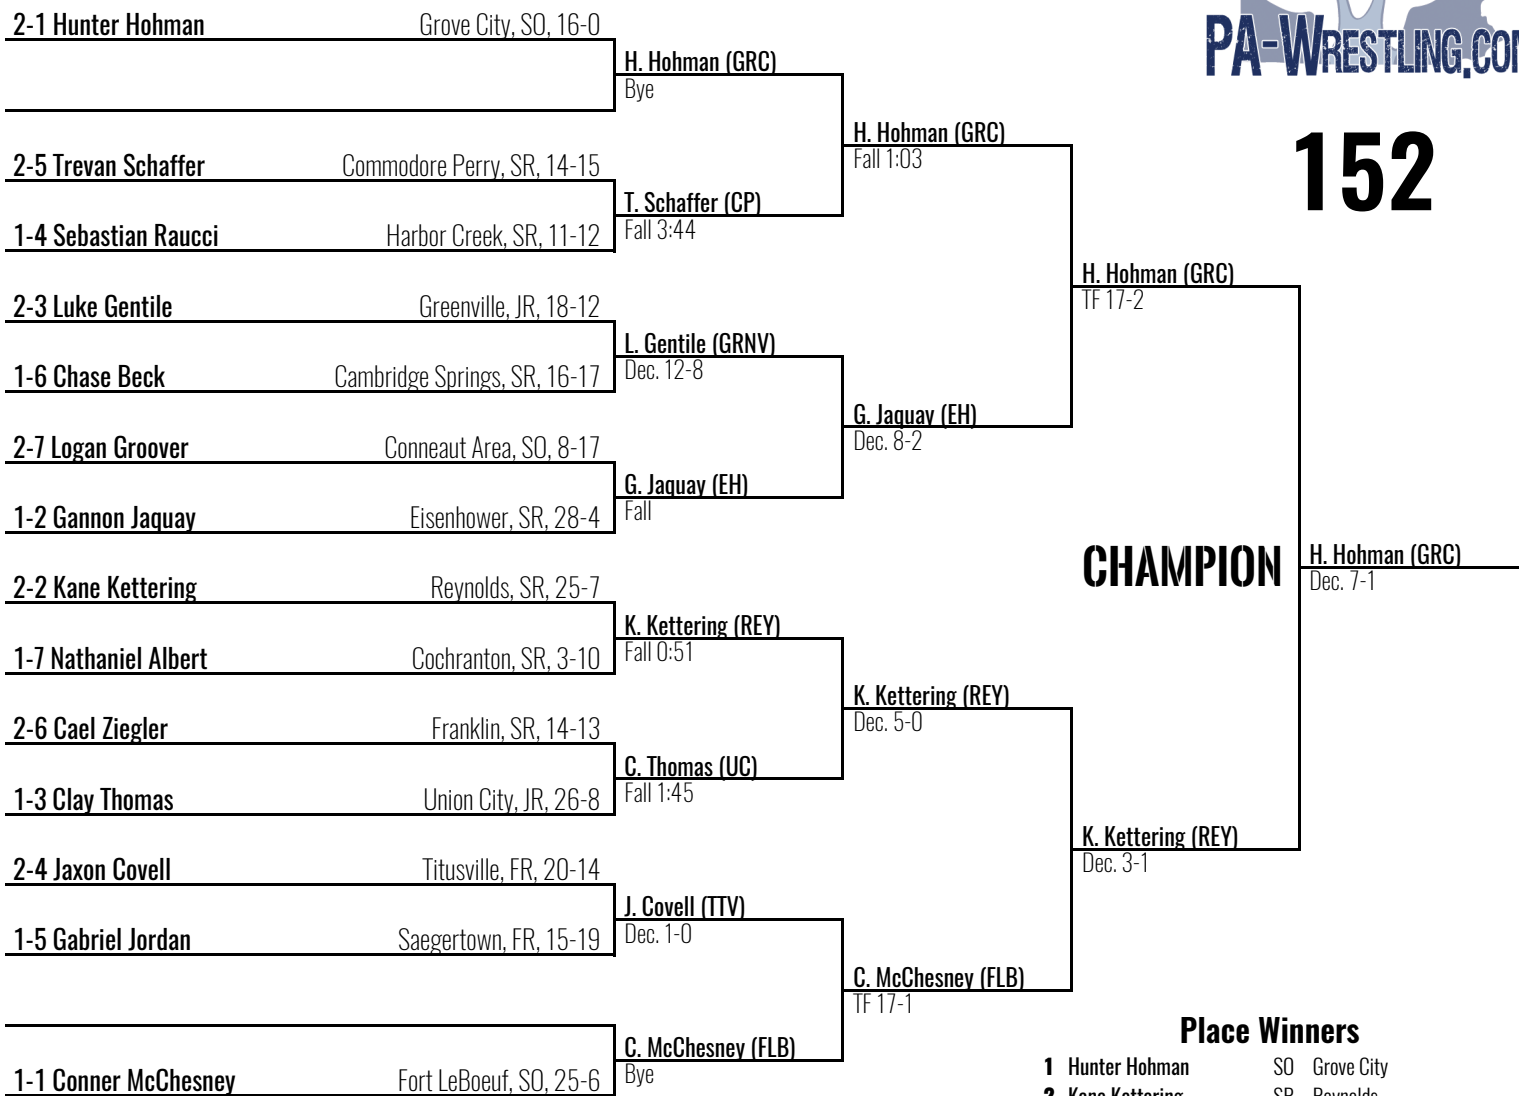 2-1 Hunter Hohman Grove City, SO, 16-0
H. Hohman (GRC)
Bye
2-5 Trevan Schaffer Commodore Perry, SR, 14-15
T. Schaffer (CP)
Fall 3:44
1-4 Sebastian Raucci Harbor Creek, SR, 11-12
H. Hohman (GRC)
Fall 1:03
2-3 Luke Gentile Greenville, JR, 18-12
L. Gentile (GRNV)
Dec. 12-8
1-6 Chase Beck Cambridge Springs, SR, 16-17
G. Jaquay (EH)
Dec. 8-2
2-7 Logan Groover Conneaut Area, SO, 8-17
G. Jaquay (EH)
Fall
1-2 Gannon Jaquay Eisenhower, SR, 28-4
H. Hohman (GRC)
TF 17-2
2-2 Kane Kettering Reynolds, SR, 25-7
K. Kettering (REY)
Fall 0:51
1-7 Nathaniel Albert Cochranton, SR, 3-10
K. Kettering (REY)
Dec. 5-0
2-6 Cael Ziegler Franklin, SR, 14-13
C. Thomas (UC)
Fall 1:45
1-3 Clay Thomas Union City, JR, 26-8
K. Kettering (REY)
Dec. 3-1
2-4 Jaxon Covell Titusville, FR, 20-14
J. Covell (TTV)
Dec. 1-0
1-5 Gabriel Jordan Saegertown, FR, 15-19
C. McChesney (FLB)
TF 17-1
C. McChesney (FLB)
Bye
1-1 Conner McChesney Fort LeBoeuf, SO, 25-6
PA-WRESTLING.CO
152
CHAMPION
H. Hohman (GRC)
Dec. 7-1
Place Winners
1 Hunter Hohman SO Grove City
2 Kane Kettering SR Reynolds